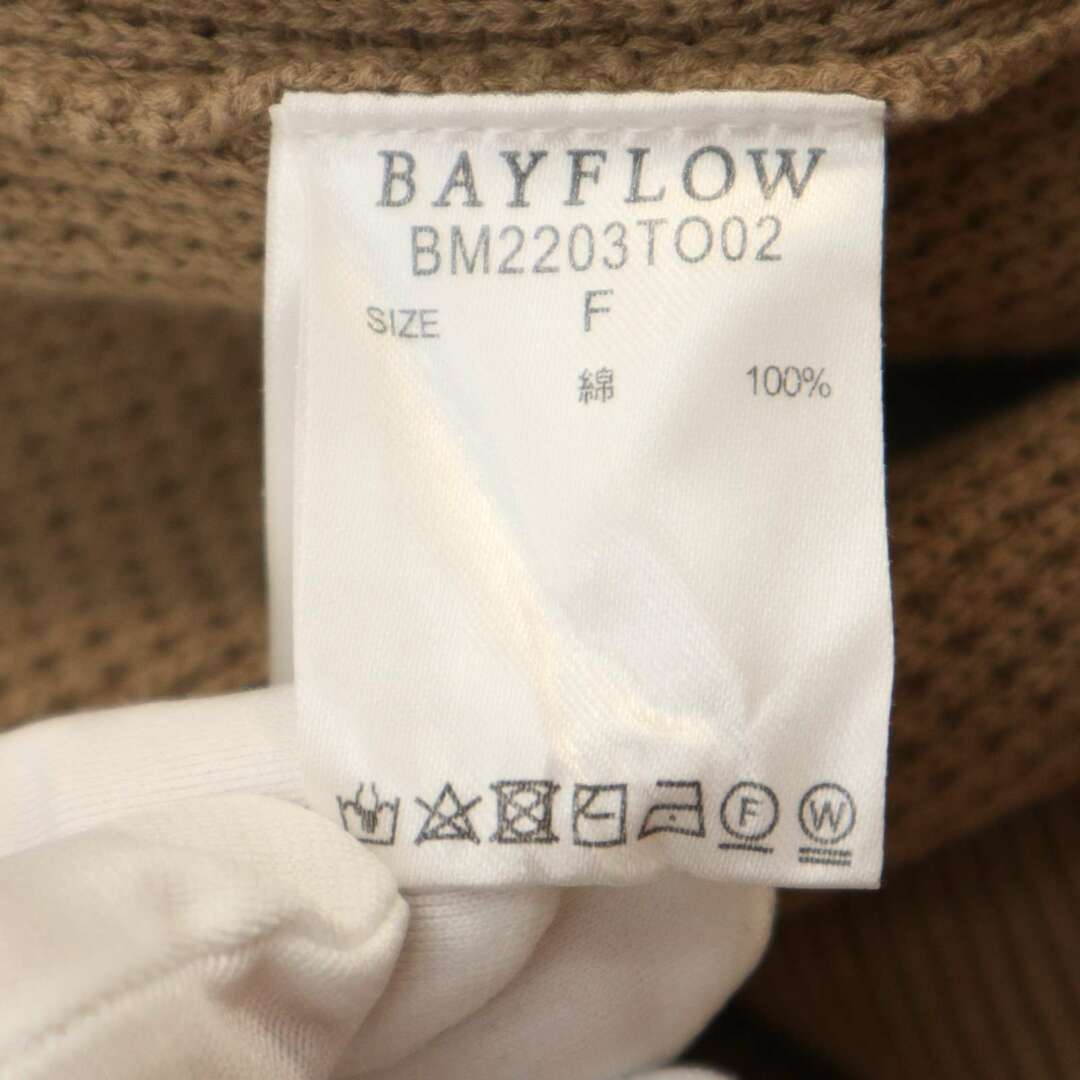 BAYFLOW
BM2203TO02
SIZE F
綿 100%
F W